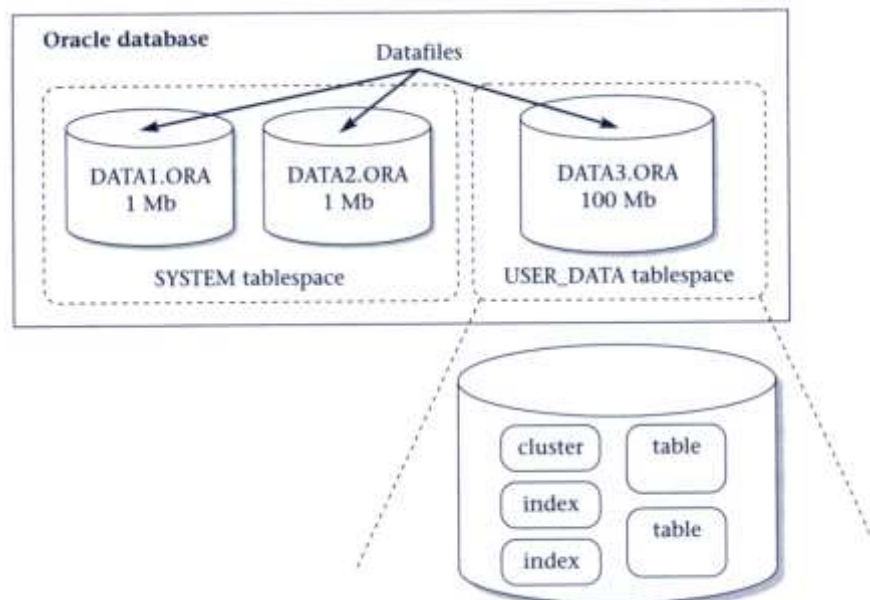 Oracle database
Datafiles
DATA1.ORA
1 Mb
DATA2.ORA
1 Mb
DATA3.ORA
100 Mb
SYSTEM tablespace
USER_DATA tablespace
cluster
table
index
table
index